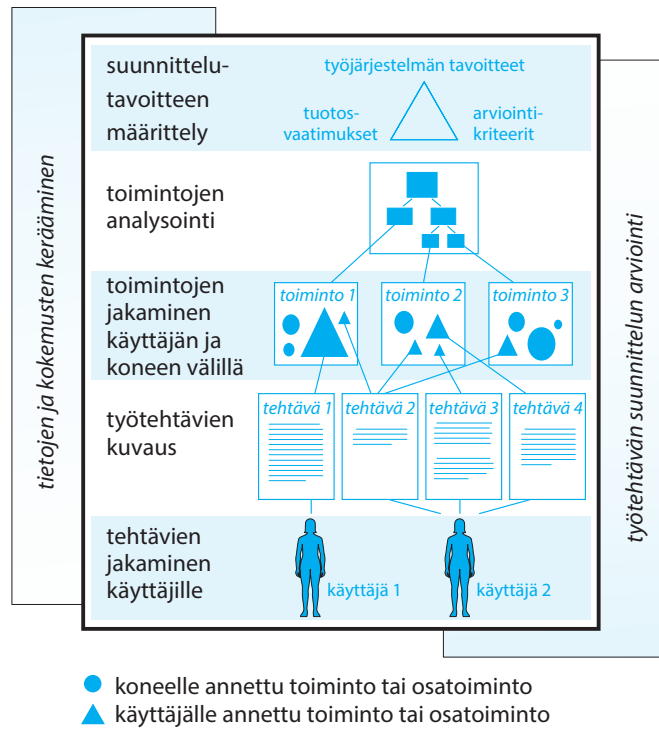 tietojen ja kokemusten kerääminen
suunnittelu-
tavoitteen
määrittely
työjärjestelmän tavoitteet
tuotos-
vaatimukset
arviointi-
kriteerit
toimintojen
analysointi
toimintojen
jakaminen
käyttäjän ja
koneen välillä
toiminto 1
toiminto 2
toiminto 3
työtehtävien
kuvaus
tehtävä 1
tehtävä 2
tehtävä 3
tehtävä 4
tehtävien
jakaminen
käyttäjille
käyttäjä 1
käyttäjä 2
työtehtävän suunnittelun arviointi
koneelle annettu toiminto tai osatoiminto
käyttäjälle annettu toiminto tai osatoiminto